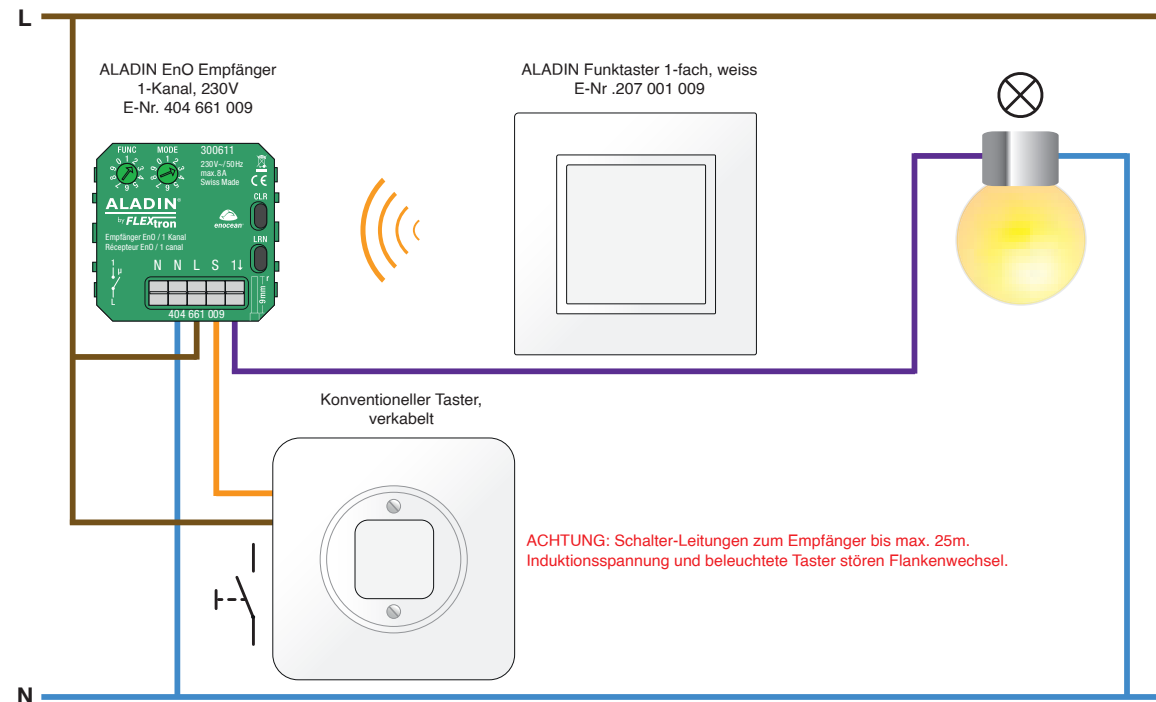 L
ALADIN EnO Empfänger
1-Kanal, 230V
E-Nr. 404 661 009
ALADIN Funktaster 1-fach, weiss
E-Nr .207 001 009
FUNC
MODE
300611
230V~/50Hz
max. 8A
Swiss Made
CE
CLR
ALADIN®
by FLEXtron
enocean®
LRN
Empfänger EnO / 1 Kanal
Récepteur EnO / 1 canal
1
µ
L
N N L S 1↓
9mm
r
404 661 009
Konventioneller Taster,
verkabelt
ACHTUNG: Schalter-Leitungen zum Empfänger bis max. 25m.
Induktionsspannung und beleuchtete Taster stören Flankenwechsel.
N